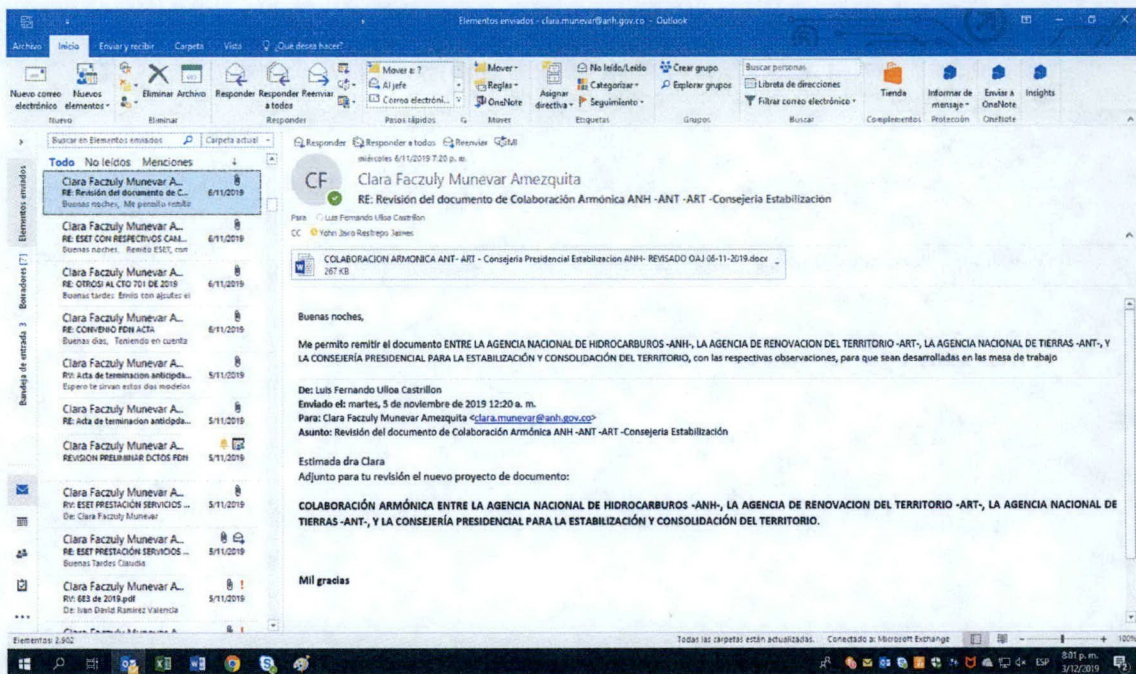 Elementos enviados - clara.munevar@anh.gov.co - Outlook
Archivo Inicio Enviar y recibir Carpeta Vista ¿Qué desea hacer?
Nuevo correo electrónico
Nuevos elementos
Eliminar Archivo
Responder Responder a todos Reenviar
Mover a: ?
Al jefe
Correo electróni...
Mover
Reglas
OneNote
Asignar directiva
No leído/Leído
Categorizar
Seguimiento
Crear grupo
Explorar grupos
Buscar personas
Libreta de direcciones
Filtrar correo electrónico
Tienda
Informar de mensaje
Enviar a OneNote
Insights
Nuevo Eliminar Responder Pasos rápidos Mover Etiquetas Grupos Buscar Complementos Protección OneNote
Elementos enviados
Borradores [7]
Bandeja de entrada 3
Buscar en Elementos enviados Carpeta actual
Todo No leídos Menciones
Clara Faczuly Munevar A...
RE: Revisión del documento de C... 6/11/2019
Buenas noches, Me permito remitir
Clara Faczuly Munevar A...
RE: ESET CON RESPECTIVOS CAM... 6/11/2019
Buenas noches, Remito ESET, con
Clara Faczuly Munevar A...
RE: OTROSI AL CTO 701 DE 2019 6/11/2019
Buenas tardes Envio con ajsutes el
Clara Faczuly Munevar A...
RE: CONVENIO FDN ACTA 6/11/2019
Buenas dias, Teniendo en cuenta
Clara Faczuly Munevar A...
RV: Acta de terminacion anticipda... 5/11/2019
Espero te sirvan estos dos modelos
Clara Faczuly Munevar A...
RE: Acta de terminacion anticipda... 5/11/2019
Clara Faczuly Munevar A...
REVISION PRELIMINAR DCTOS FDN 5/11/2019
Clara Faczuly Munevar A...
RV: ESET PRESTACIÓN SERVICIOS ... 5/11/2019
De: Clara Faczuly Munevar
Clara Faczuly Munevar A...
RE: ESET PRESTACIÓN SERVICIOS ... 5/11/2019
Buenas Tardes Claudia
Clara Faczuly Munevar A...
RV: 683 de 2019.pdf 5/11/2019
De: Ivan David Ramirez Valencia
Clara Faczuly Munevar A
Responder Responder a todos Reenviar MI
miércoles 6/11/2019 7:20 p. m.
CF
Clara Faczuly Munevar Amezquita
RE: Revisión del documento de Colaboración Armónica ANH -ANT -ART -Consejeria Estabilización
Para Luis Fernando Ulloa Castrillon
CC Yohn Jairo Restrepo
COLABORACION ARMONICA ANT- ART - Consejeria Presidencial Estabilizacion ANH- REVISADO OAJ 06-11-2019.docx
267 KB
Buenas noches,
Me permito remitir el documento ENTRE LA AGENCIA NACIONAL DE HIDROCARBUROS -ANH-, LA AGENCIA DE RENOVACION DEL TERRITORIO -ART-, LA AGENCIA NACIONAL DE TIERRAS -ANT-, Y
LA CONSEJERÍA PRESIDENCIAL PARA LA ESTABILIZACIÓN Y CONSOLIDACIÓN DEL TERRITORIO, con las respectivas observaciones, para que sean desarrolladas en las mesa de trabajo
De: Luis Fernando Ulloa Castrillon
Enviado el: martes, 5 de noviembre de 2019 12:20 a. m.
Para: Clara Faczuly Munevar Amezquita <clara.munevar@anh.gov.co>
Asunto: Revisión del documento de Colaboración Armónica ANH -ANT -ART -Consejeria Estabilización
Estimada dra Clara
Adjunto para tu revisión el nuevo proyecto de documento:
COLABORACIÓN ARMÓNICA ENTRE LA AGENCIA NACIONAL DE HIDROCARBUROS -ANH-, LA AGENCIA DE RENOVACION DEL TERRITORIO -ART-, LA AGENCIA NACIONAL DE
TIERRAS -ANT-, Y LA CONSEJERÍA PRESIDENCIAL PARA LA ESTABILIZACIÓN Y CONSOLIDACIÓN DEL TERRITORIO.
Mil gracias
Elementos: 2.902
Todas las carpetas están actualizadas. Conectado a: Microsoft Exchange 100%
ESP 8:01 p. m.
3/12/2019